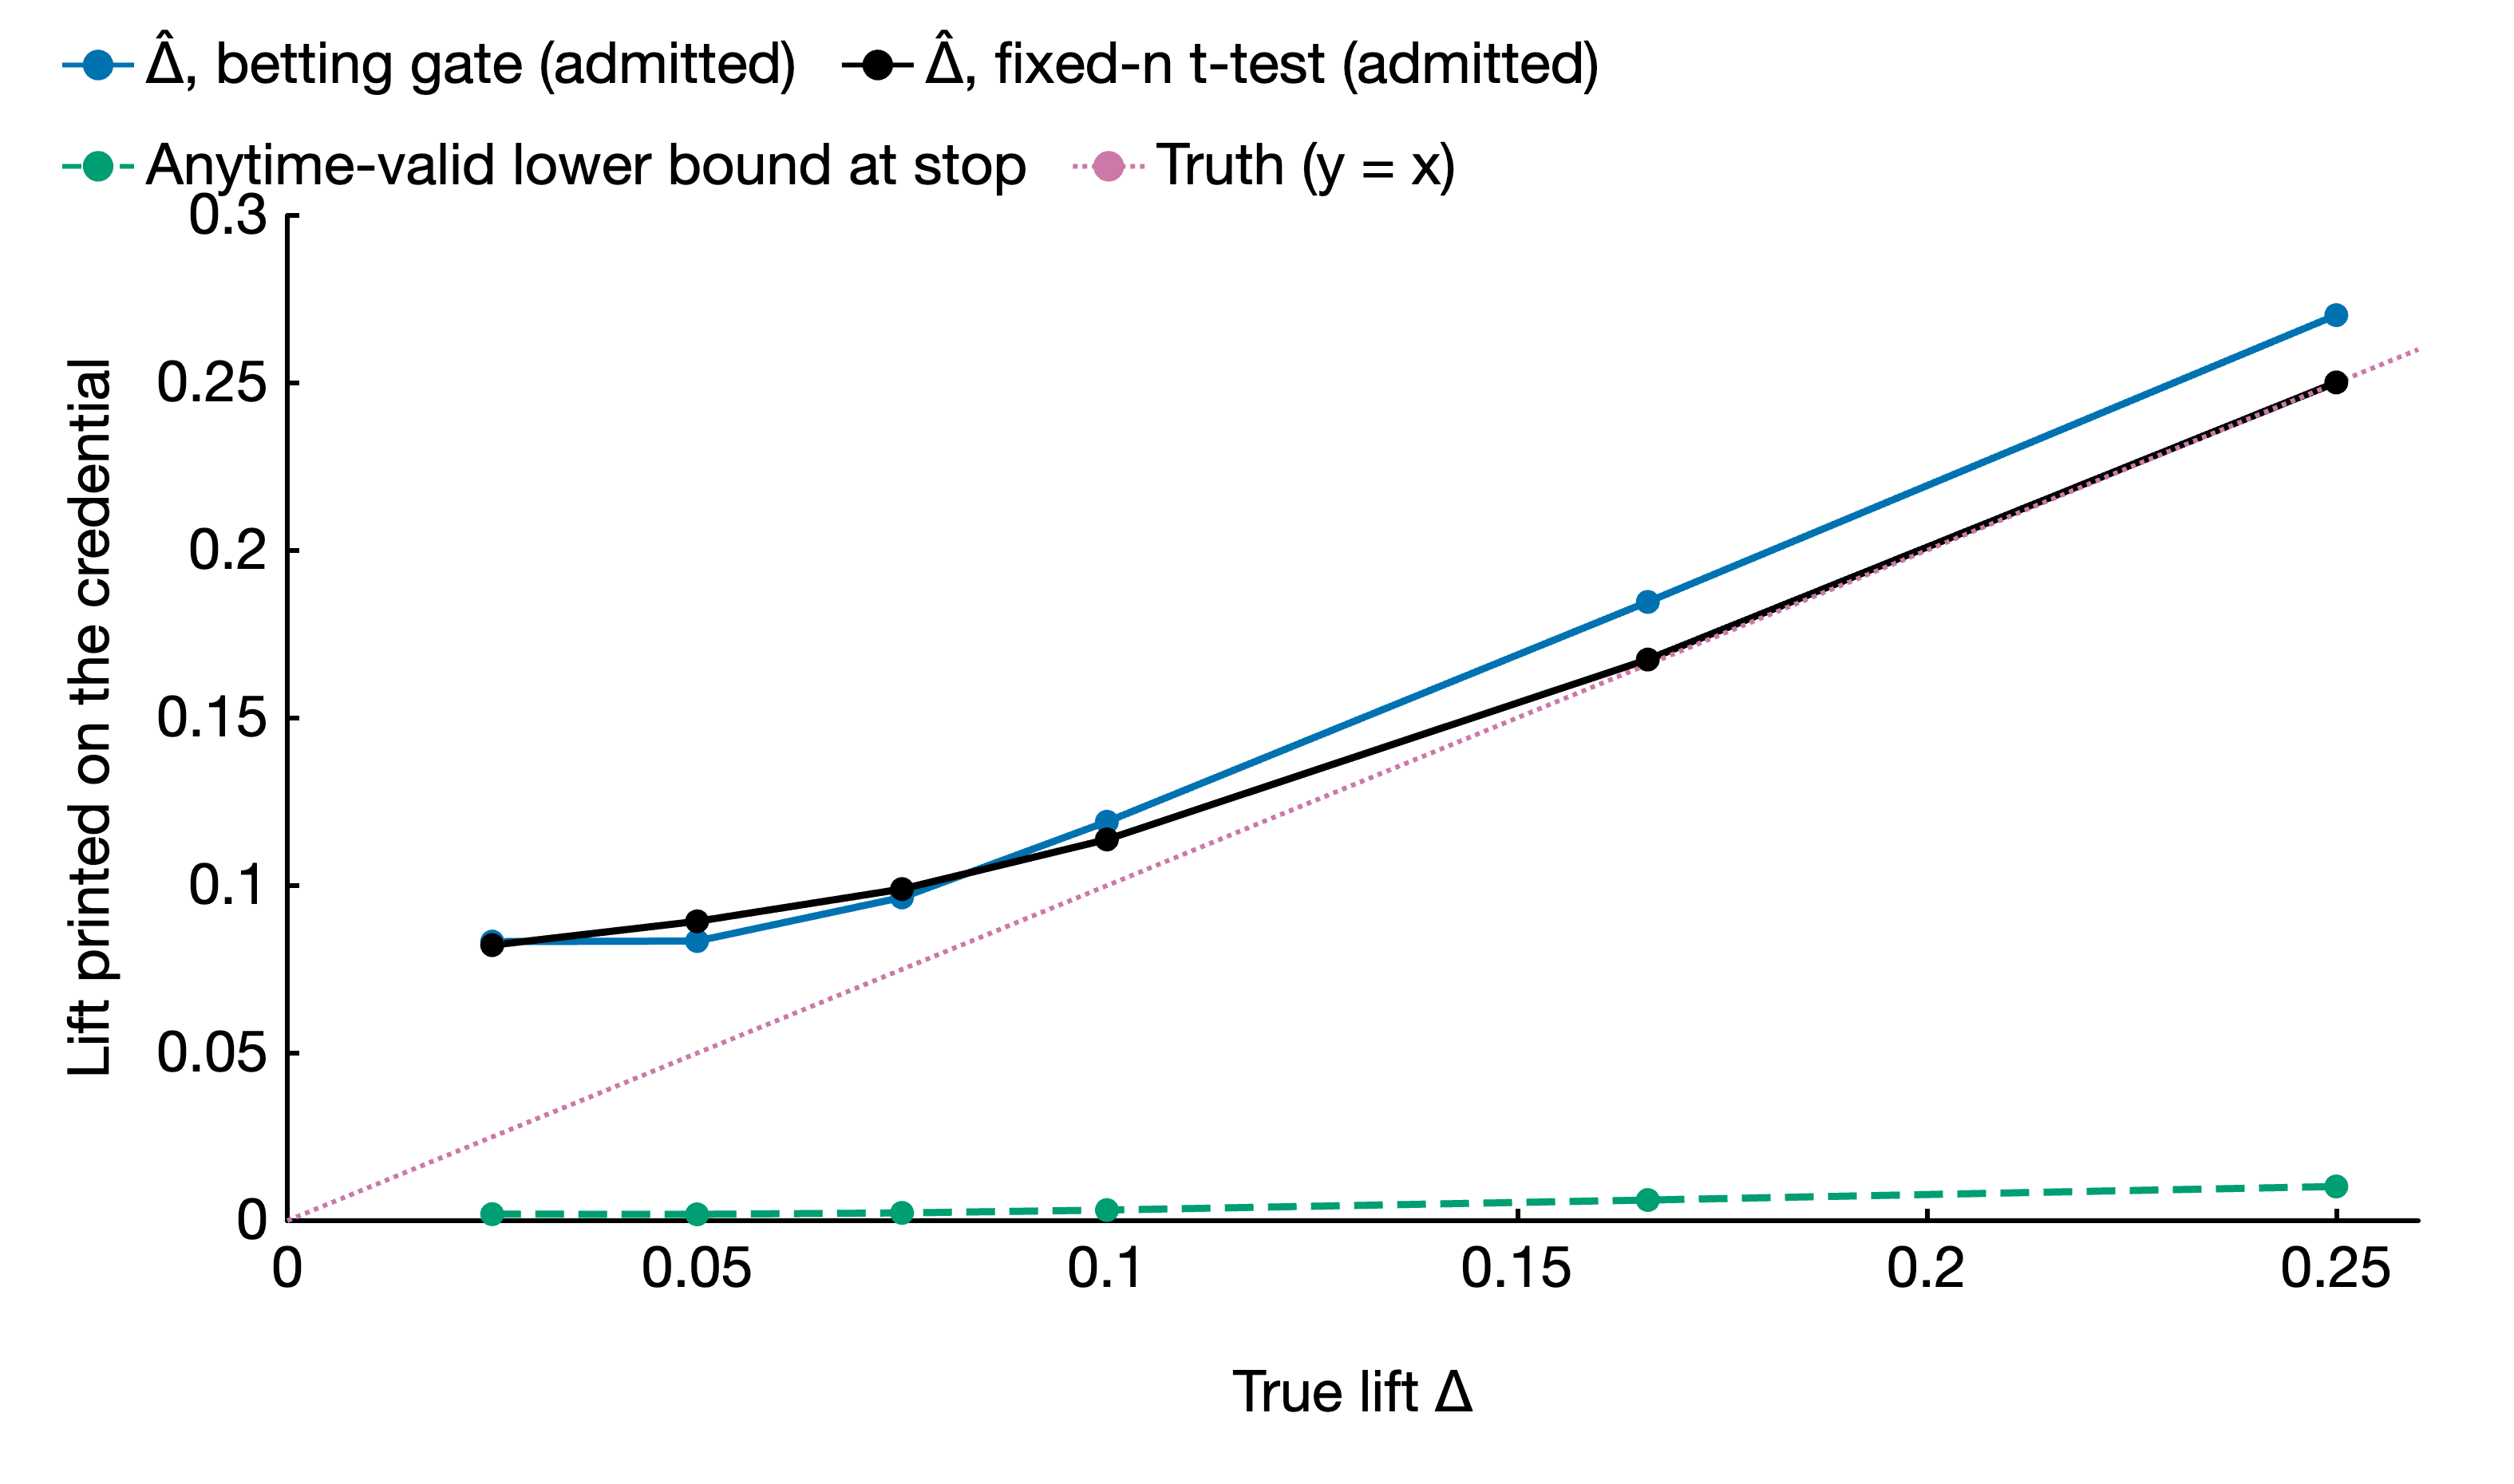 Δ̂, betting gate (admitted) Δ̂, fixed-n t-test (admitted)
Anytime-valid lower bound at stop Truth (y = x)
0.3
0.25
0.2
0.15
0.1
0.05
0
Lift printed on the credential
0 0.05 0.1 0.15 0.2 0.25
True lift Δ